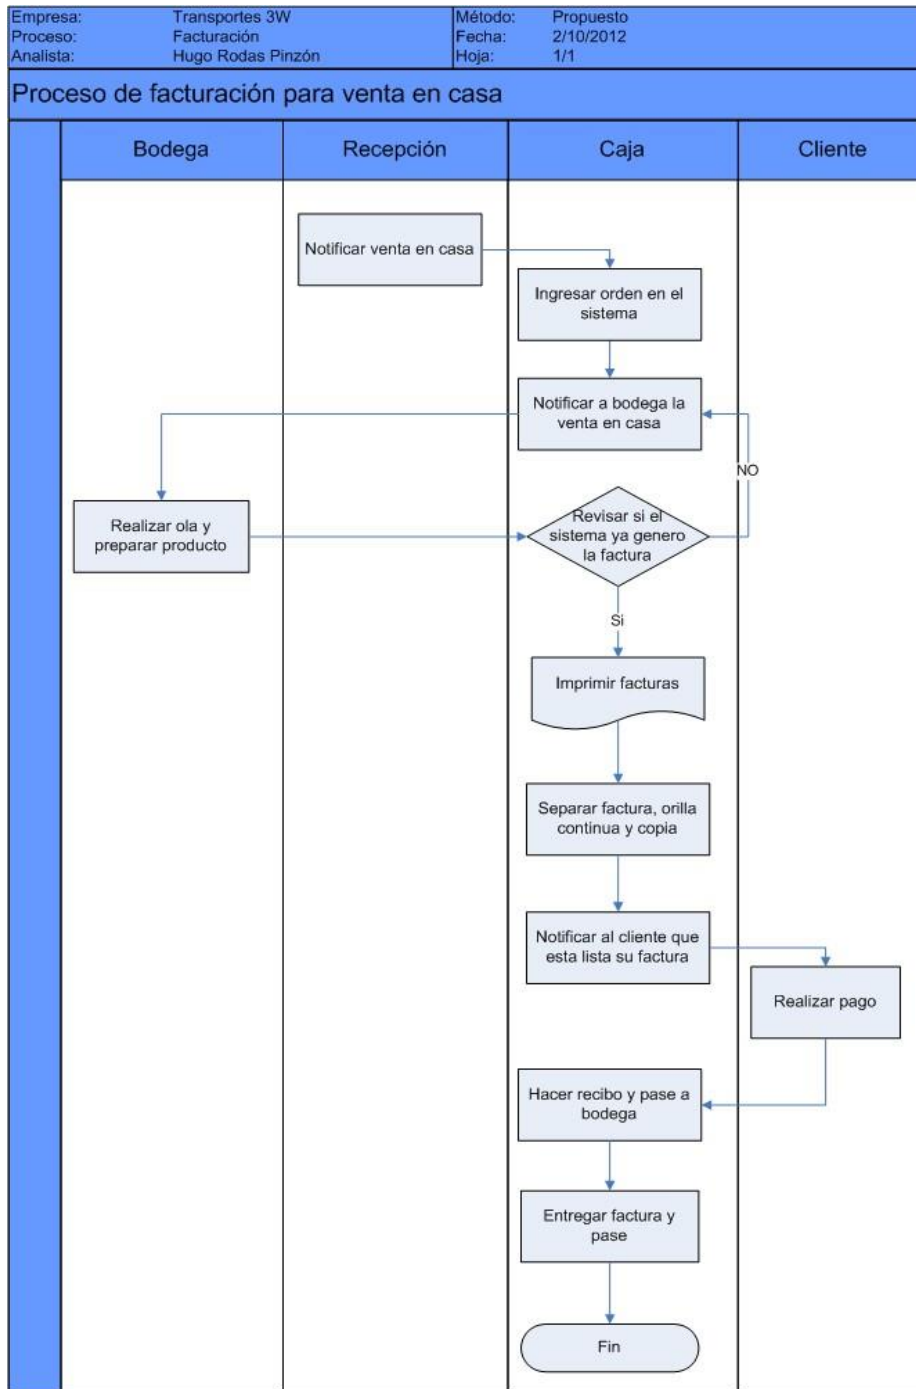 Empresa: Transportes 3W Método: Propuesto
Proceso: Facturación Fecha: 2/10/2012
Analista: Hugo Rodas Pinzón Hoja: 1/1
Proceso de facturación para venta en casa
Bodega Recepción Caja Cliente
Notificar venta en casa
Ingresar orden en el
sistema
Notificar a bodega la
venta en casa
NO
Realizar ola y
preparar producto
Revisar si el
sistema ya genero
la factura
Si
Imprimir facturas
Separar factura, orilla
continua y copia
Notificar al cliente que
esta lista su factura
Realizar pago
Hacer recibo y pase a
bodega
Entregar factura y
pase
Fin